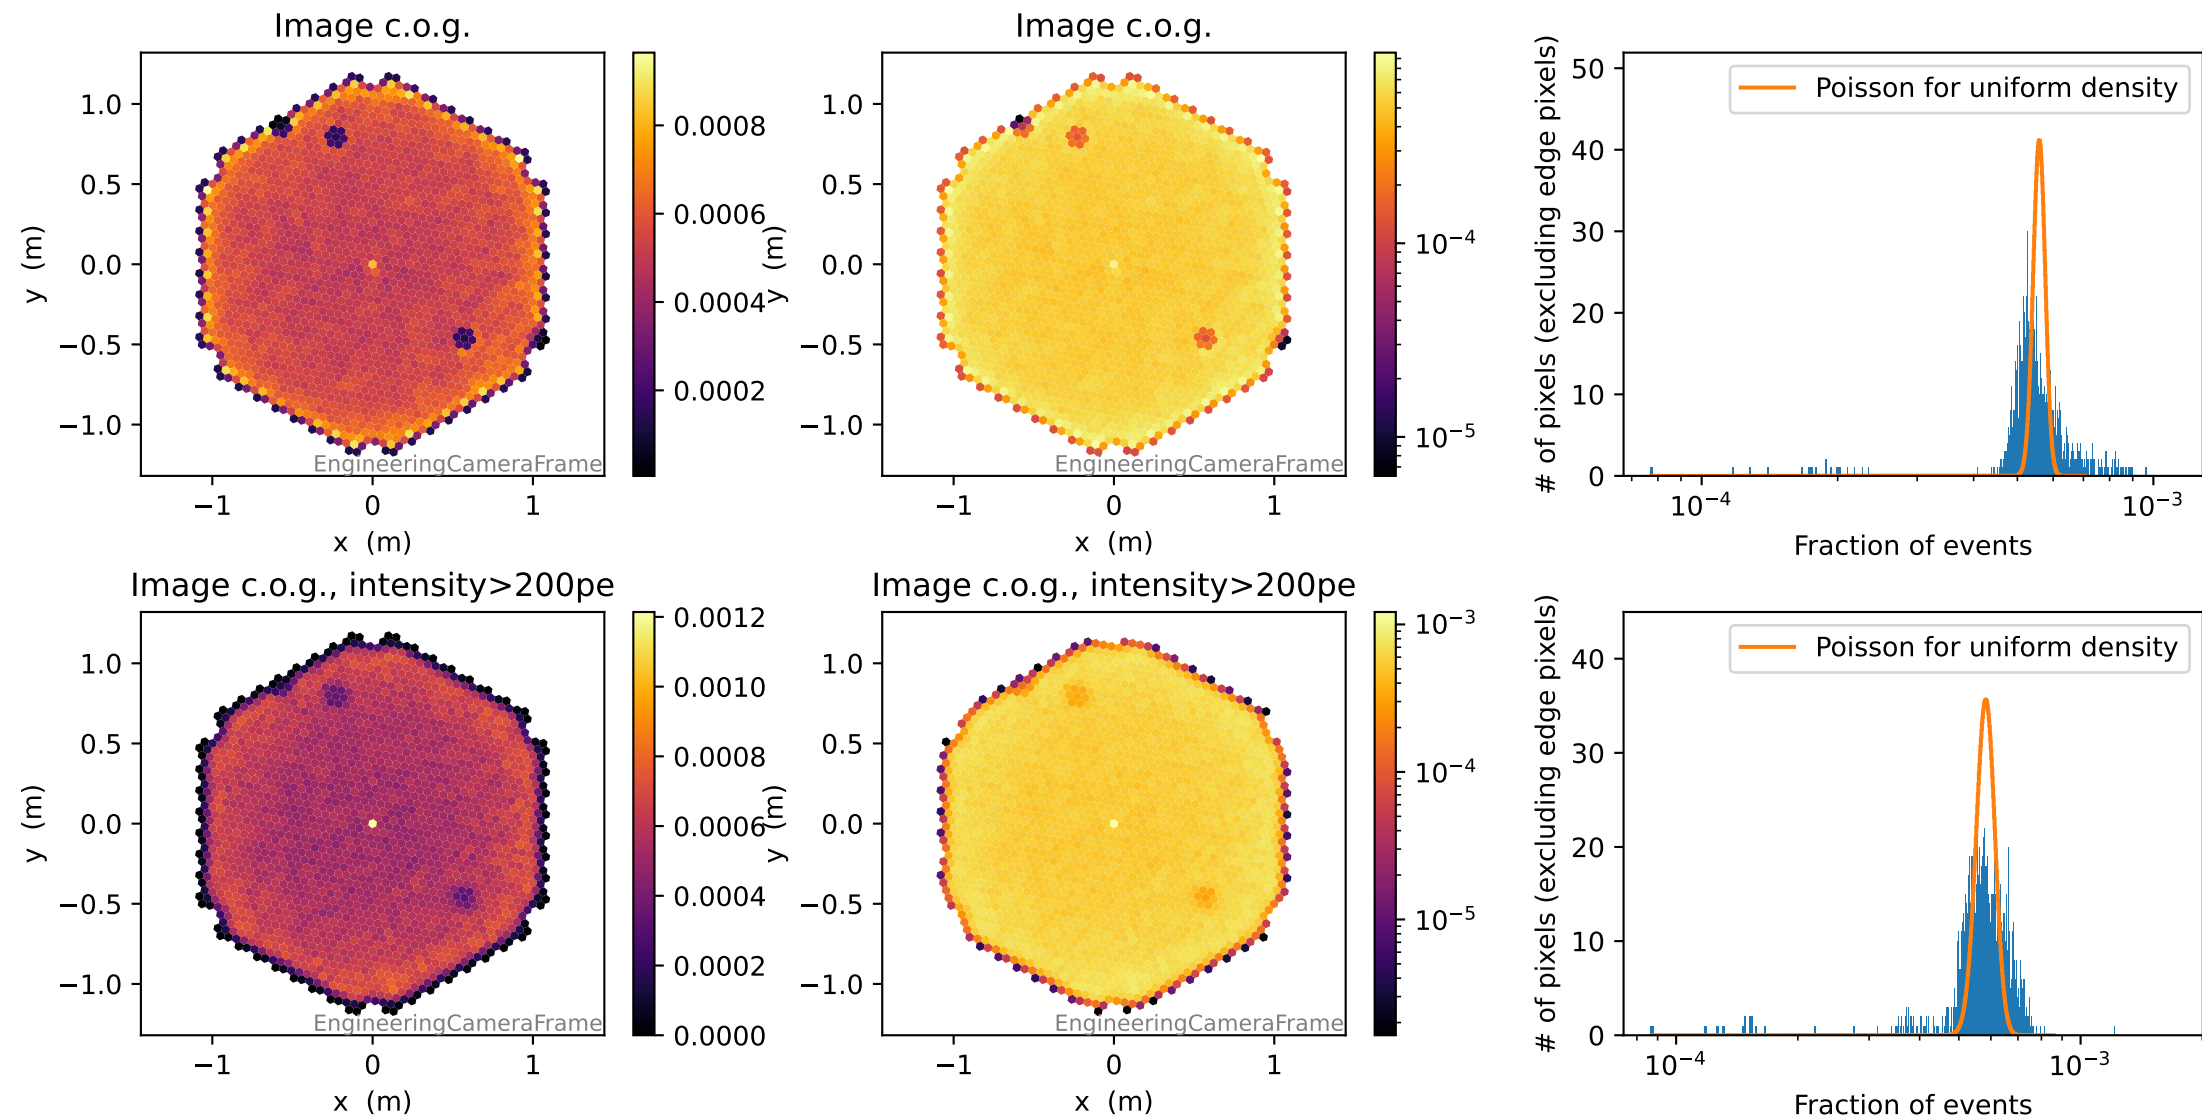 Image c.o.g.
1.0
0.5
0.0
−0.5
−1.0
−1
0
1
y (m)
x (m)
EngineeringCameraFrame
0.0008
0.0006
0.0004
0.0002
Image c.o.g.
1.0
0.5
0.0
−0.5
−1.0
−1
0
1
y (m)
x (m)
EngineeringCameraFrame
10−4
10−5
50
40
30
20
10
0
10−4
10−3
# of pixels (excluding edge pixels)
Fraction of events
Poisson for uniform density
Image c.o.g., intensity>200pe
1.0
0.5
0.0
−0.5
−1.0
−1
0
1
y (m)
x (m)
EngineeringCameraFrame
0.0012
0.0010
0.0008
0.0006
0.0004
0.0002
0.0000
Image c.o.g., intensity>200pe
1.0
0.5
0.0
−0.5
−1.0
−1
0
1
y (m)
x (m)
EngineeringCameraFrame
10−3
10−4
10−5
40
30
20
10
0
10−4
10−3
# of pixels (excluding edge pixels)
Fraction of events
Poisson for uniform density